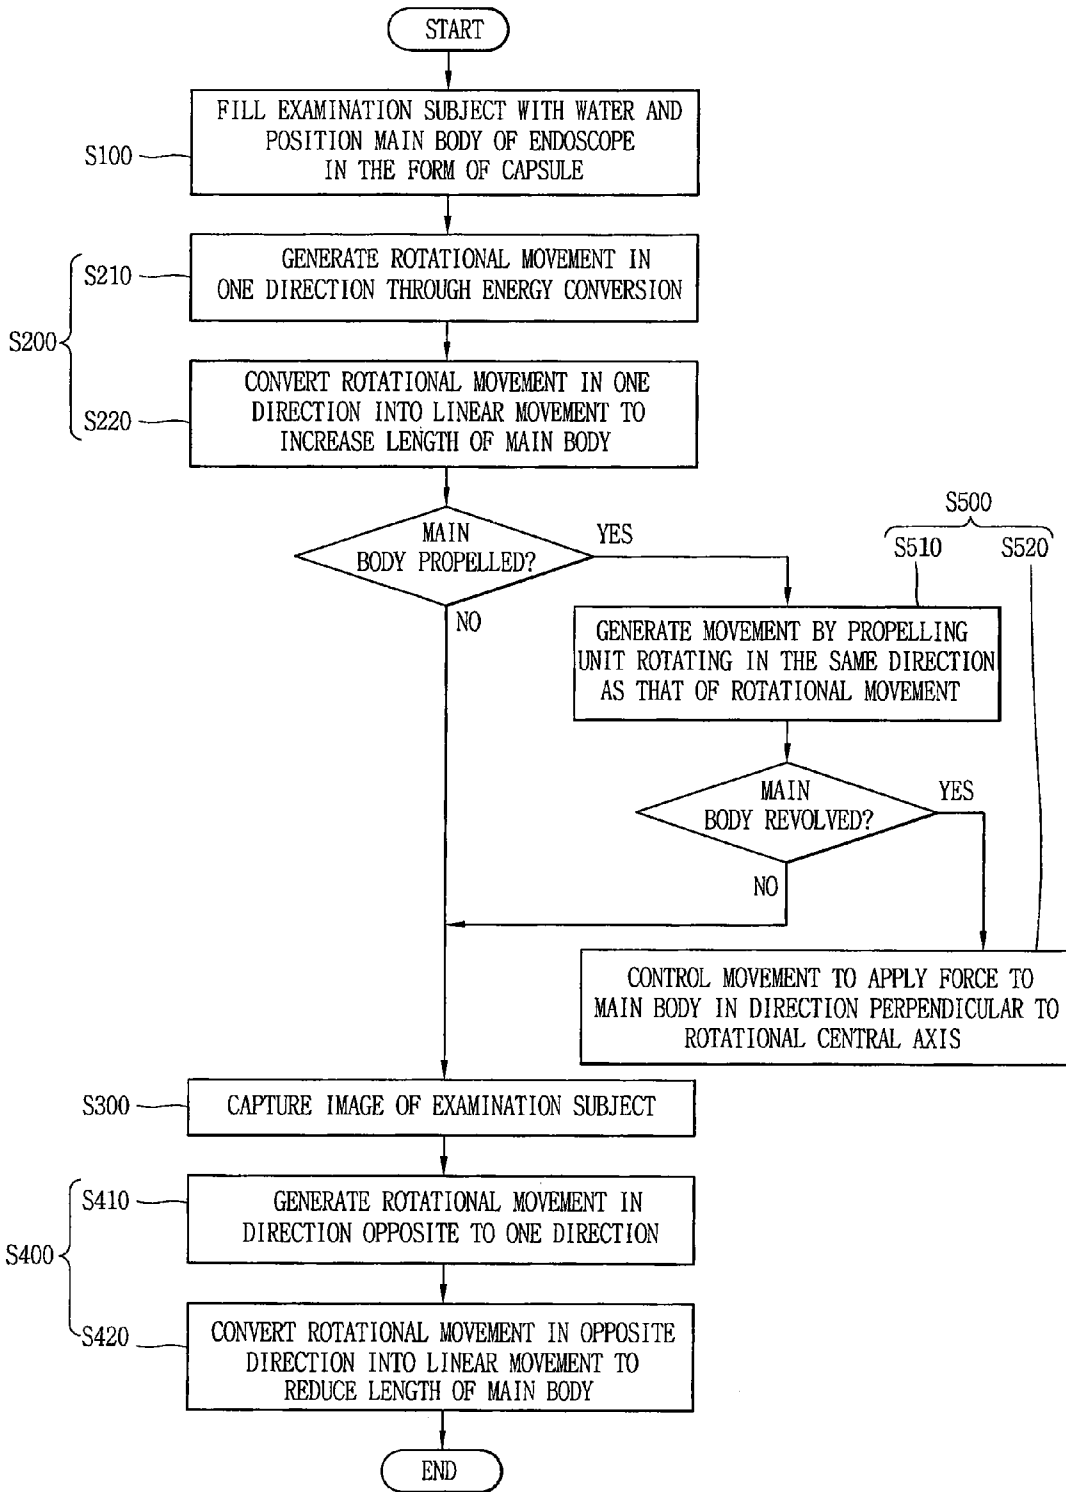 START
FILL EXAMINATION SUBJECT WITH WATER AND
POSITION MAIN BODY OF ENDOSCOPE
IN THE FORM OF CAPSULE
S100
GENERATE ROTATIONAL MOVEMENT IN
ONE DIRECTION THROUGH ENERGY CONVERSION
S210
S200
CONVERT ROTATIONAL MOVEMENT IN ONE
DIRECTION INTO LINEAR MOVEMENT TO
INCREASE LENGTH OF MAIN BODY
S220
MAIN
BODY PROPELLED?
YES
NO
S500
S510
S520
GENERATE MOVEMENT BY PROPELLING
UNIT ROTATING IN THE SAME DIRECTION
AS THAT OF ROTATIONAL MOVEMENT
MAIN
BODY REVOLVED?
YES
NO
CONTROL MOVEMENT TO APPLY FORCE TO
MAIN BODY IN DIRECTION PERPENDICULAR TO
ROTATIONAL CENTRAL AXIS
S300
CAPTURE IMAGE OF EXAMINATION SUBJECT
S410
GENERATE ROTATIONAL MOVEMENT IN
DIRECTION OPPOSITE TO ONE DIRECTION
S400
S420
CONVERT ROTATIONAL MOVEMENT IN OPPOSITE
DIRECTION INTO LINEAR MOVEMENT TO
REDUCE LENGTH OF MAIN BODY
END